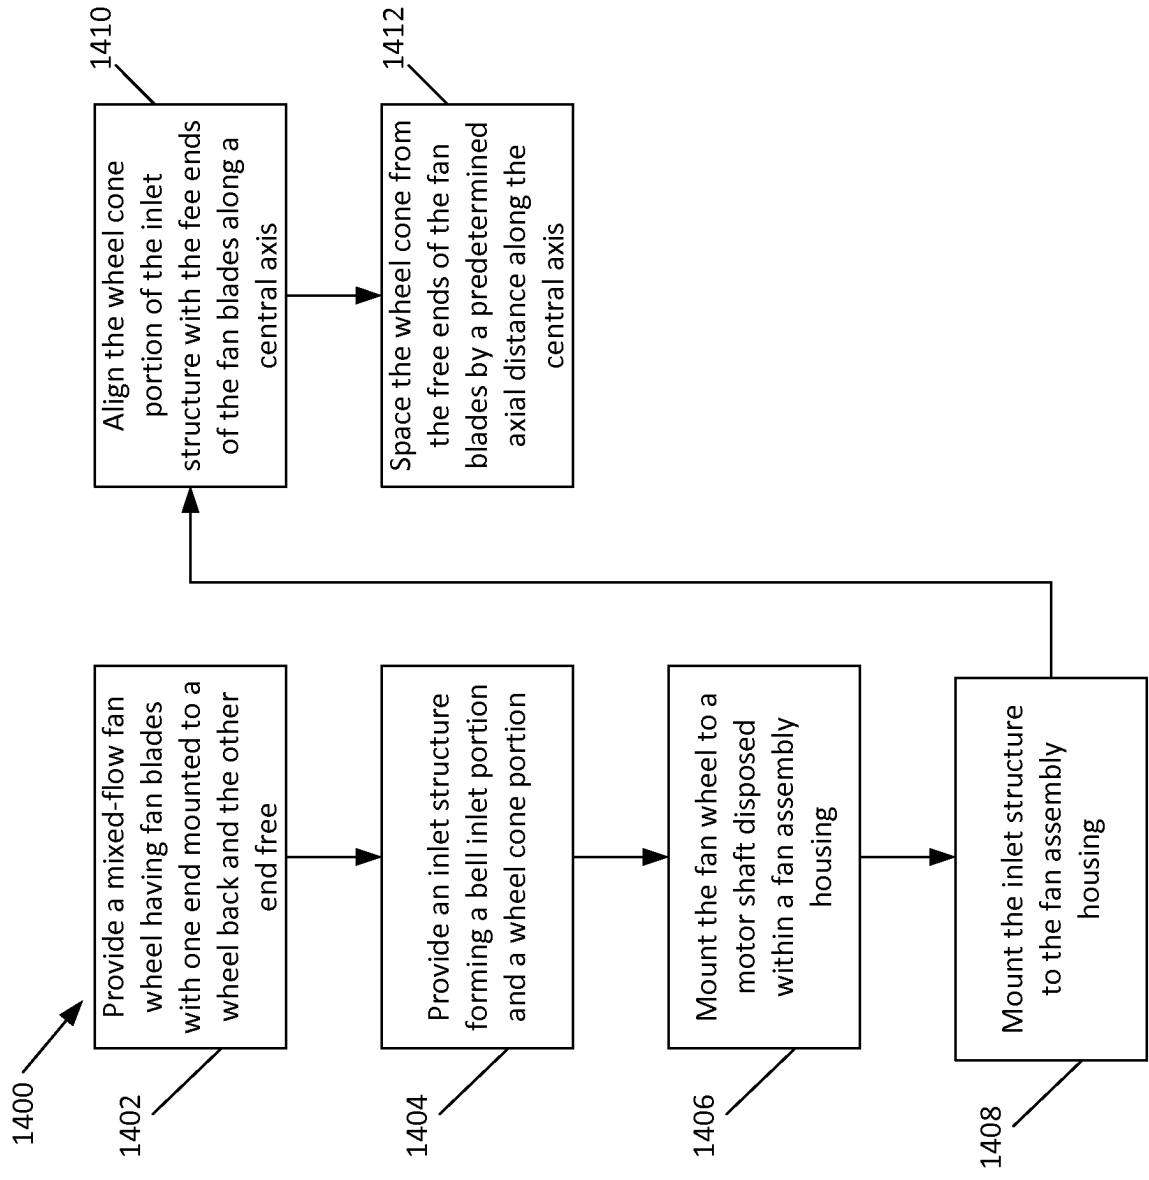 1400
1402
Provide a mixed-flow fan
wheel having fan blades
with one end mounted to a
wheel back and the other
end free
1404
Provide an inlet structure
forming a bell inlet portion
and a wheel cone portion
1406
Mount the fan wheel to a
motor shaft disposed
within a fan assembly
housing
1408
Mount the inlet structure
to the fan assembly
housing
1410
Align the wheel cone
portion of the inlet
structure with the fee ends
of the fan blades along a
central axis
1412
Space the wheel cone from
the free ends of the fan
blades by a predetermined
axial distance along the
central axis